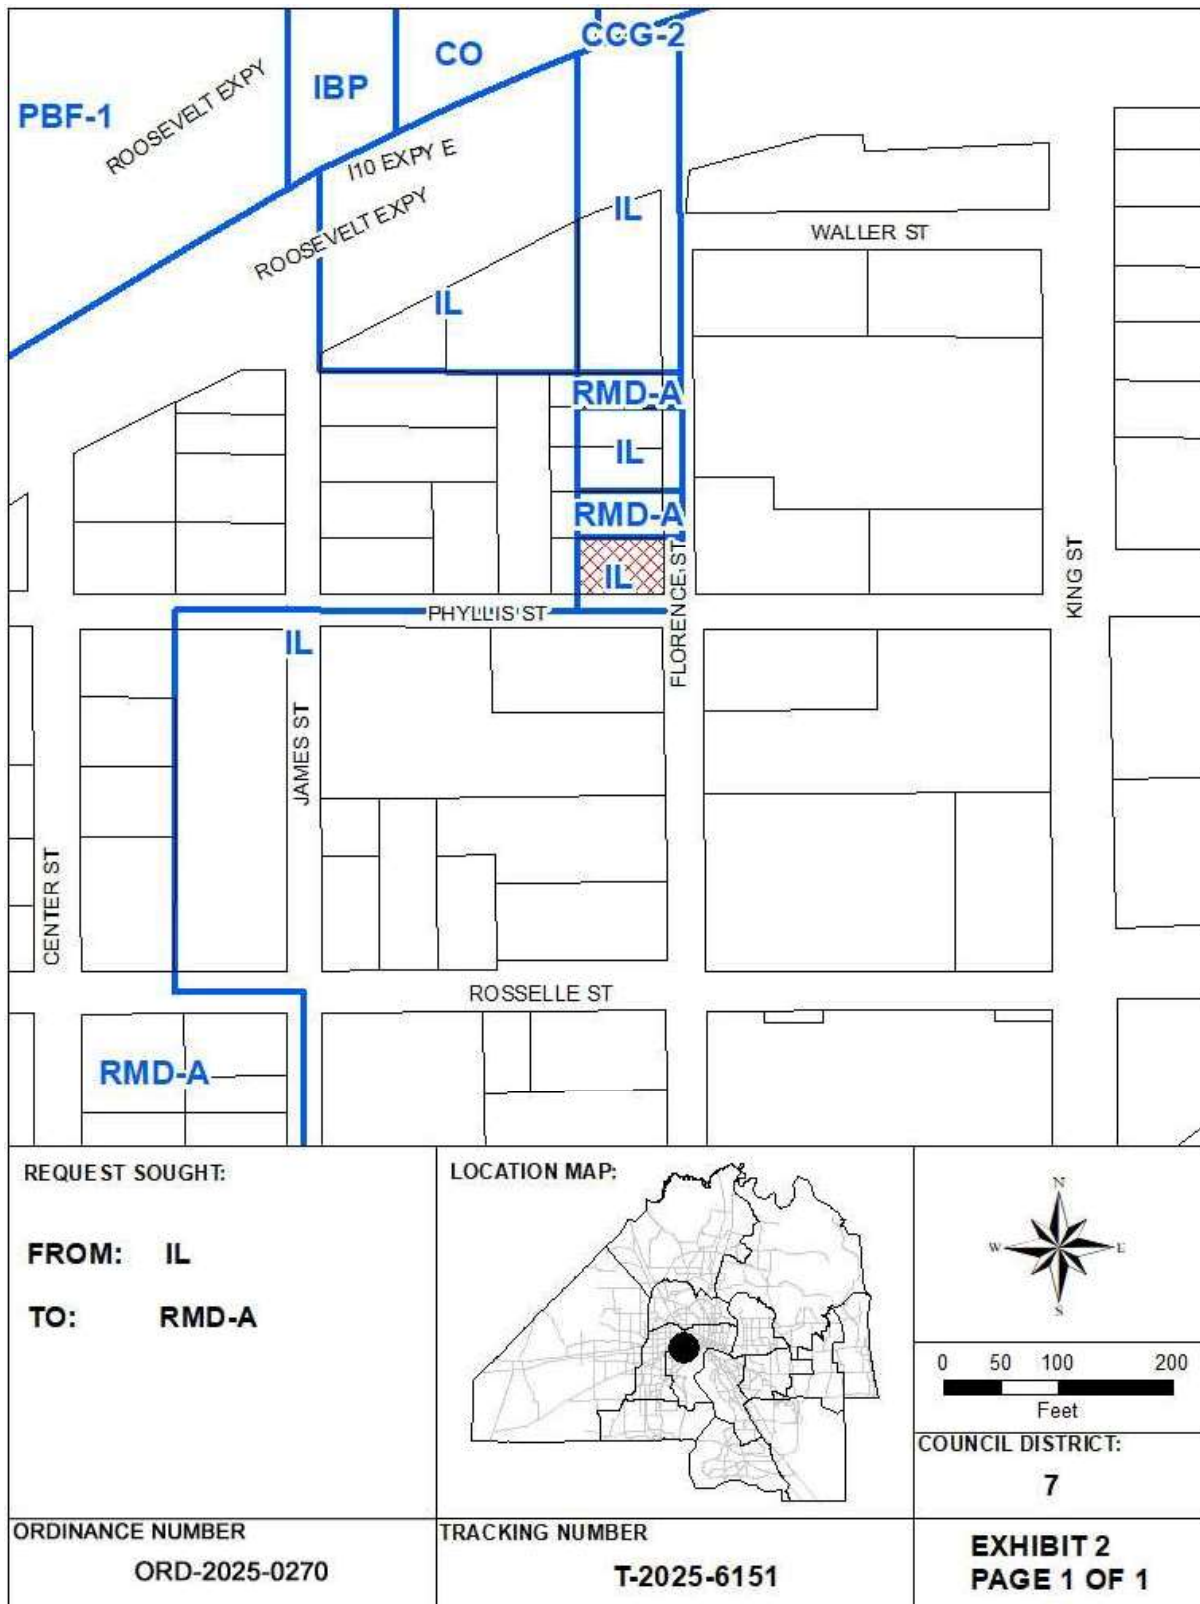 CCG-2
CO
IBP
PBF-1
ROOSEVELT EXPY
I10 EXPY E
ROOSEVELT EXPY
IL
WALLER ST
IL
RMD-A
IL
RMD-A
IL
FLORENCE ST
KING ST
PHYLLIS ST
IL
JAMES ST
CENTER ST
ROSSELLE ST
RMD-A
REQUEST SOUGHT:
FROM: IL
TO: RMD-A
LOCATION MAP:
N
W E
S
0 50 100 200
Feet
COUNCIL DISTRICT:
7
ORDINANCE NUMBER
ORD-2025-0270
TRACKING NUMBER
T-2025-6151
EXHIBIT 2
PAGE 1 OF 1